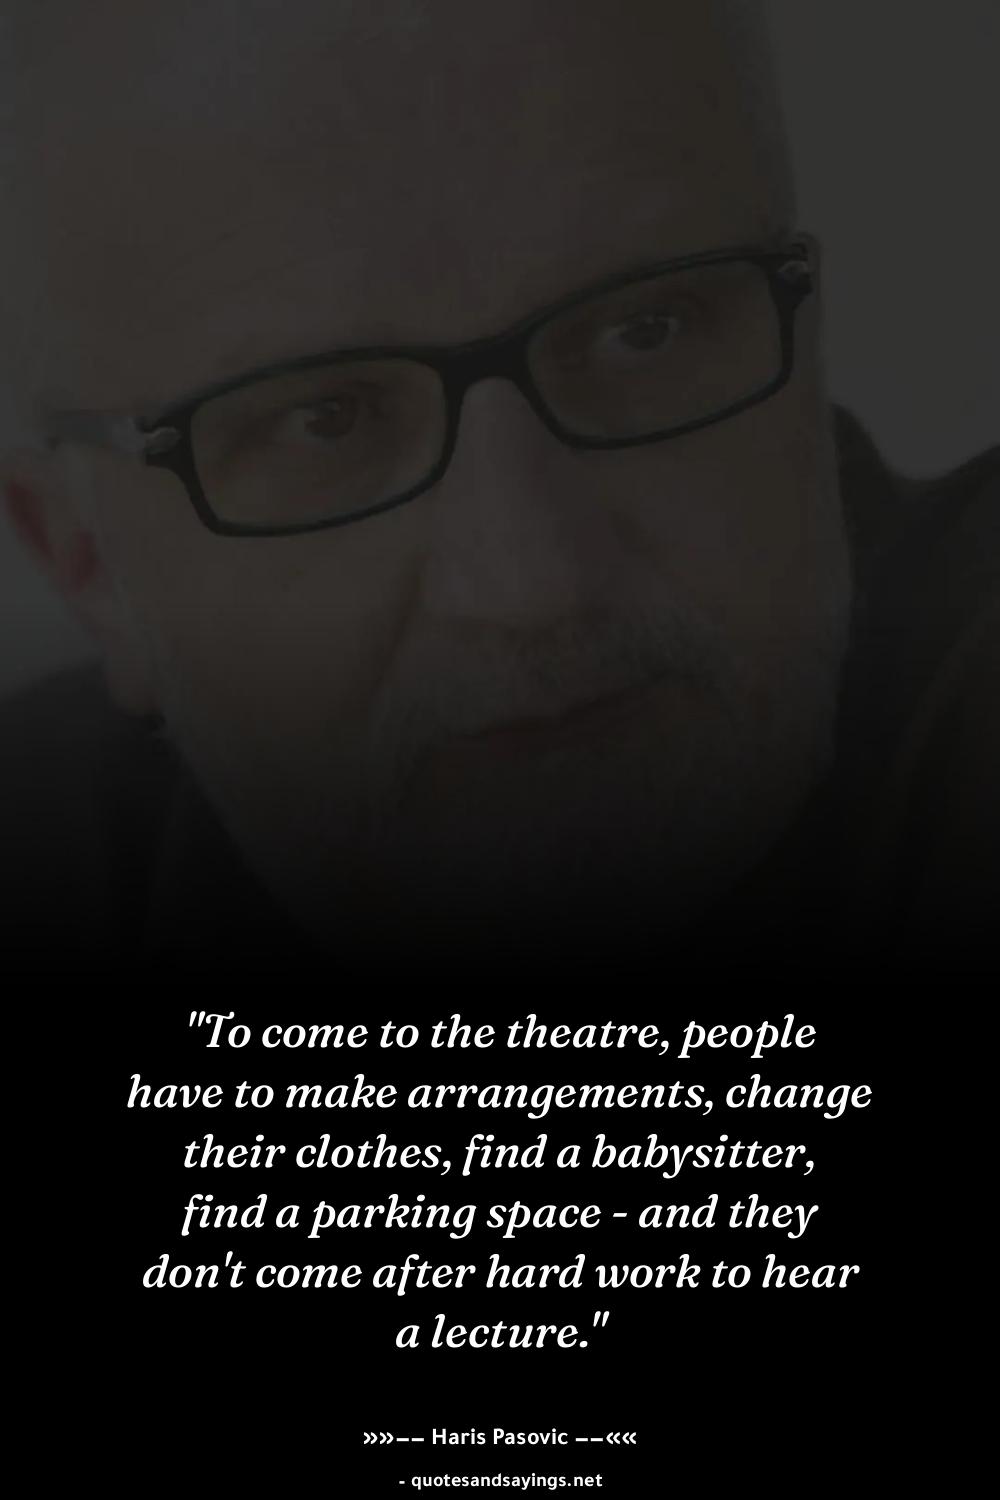 "To come to the theatre, people
have to make arrangements, change
their clothes, find a babysitter,
find a parking space - and they
don't come after hard work to hear
a lecture."
»»−− Haris Pasovic −−««
- quotesandsayings.net